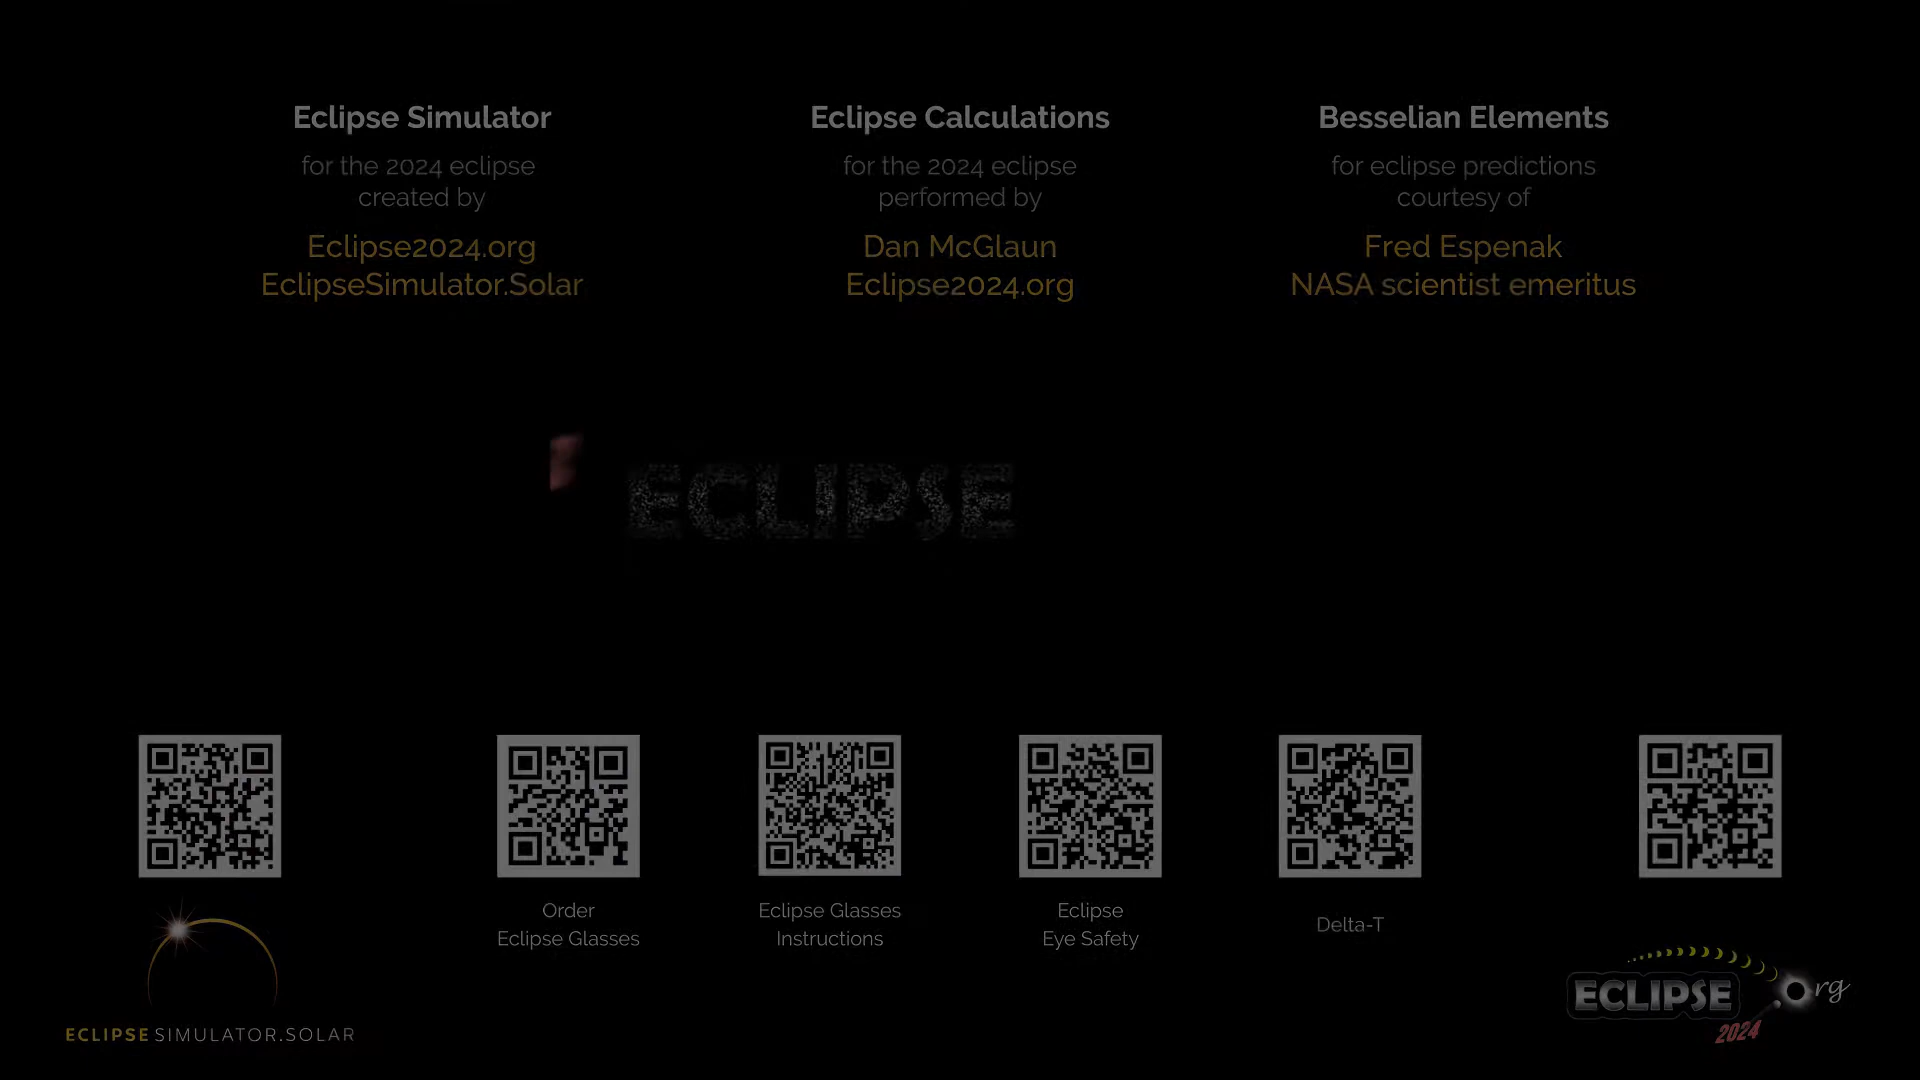 Eclipse Simulator
for the 2024 eclipse
created by
Eclipse2024.org
EclipseSimulator.Solar
Eclipse Calculations
for the 2024 eclipse
performed by
Dan McGlaun
Eclipse2024.org
Besselian Elements
for eclipse predictions
courtesy of
Fred Espenak
NASA scientist emeritus
ECLIPSE
Order
Eclipse Glasses
Eclipse Glasses
Instructions
Eclipse
Eye Safety
Delta-T
ECLIPSESIMULATOR.SOLAR
ECLIPSE Org
2024